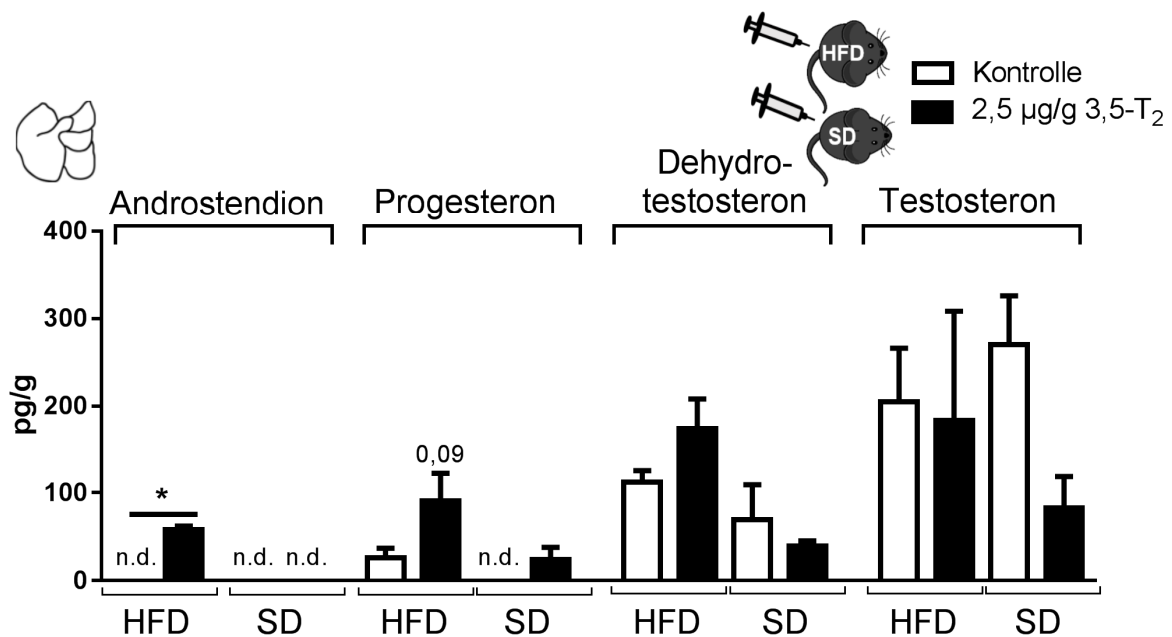 HFD
Kontrolle
SD
2,5 µg/g 3,5-T₂
Androstendion
Progesteron
Dehydro-
testosteron
Testosteron
pg/g
400
300
200
100
0
*
0,09
n.d.
n.d. n.d.
n.d.
HFD SD HFD SD HFD SD HFD SD